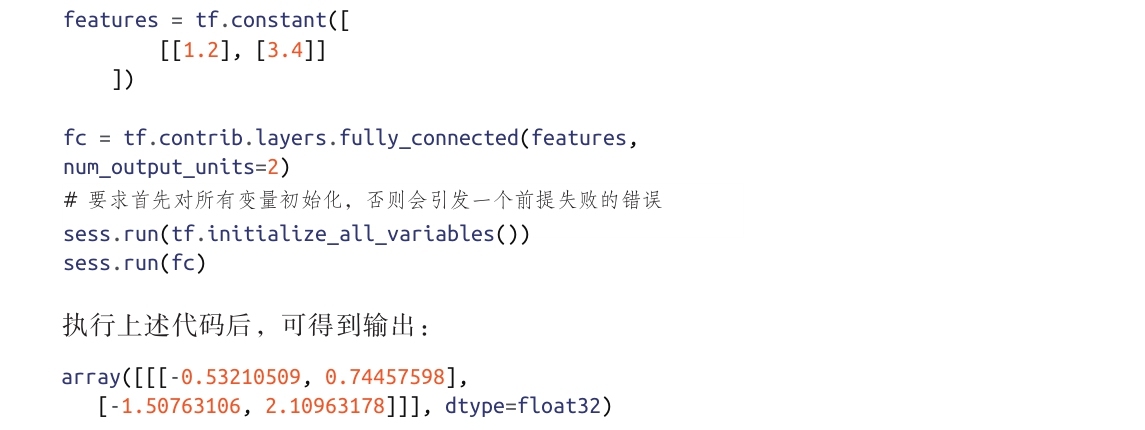 features = tf.constant([
        [[1.2], [3.4]]
    ])
fc = tf.contrib.layers.fully_connected(features,
num_output_units=2)
# 要求首先对所有变量初始化，否则会引发一个前提失败的错误
sess.run(tf.initialize_all_variables())
sess.run(fc)
执行上述代码后，可得到输出：
array([[[-0.53210509, 0.74457598],
   [-1.50763106, 2.10963178]]], dtype=float32)